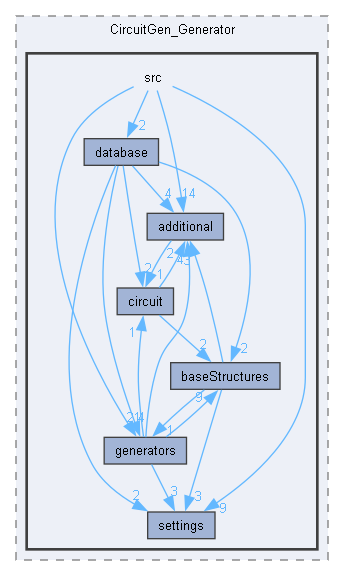 CircuitGen_Generator
src
2
database
4
14
additional
2
2
1
43
circuit
1
2
2
baseStructures
9
21
4
1
generators
3
3
2
9
settings